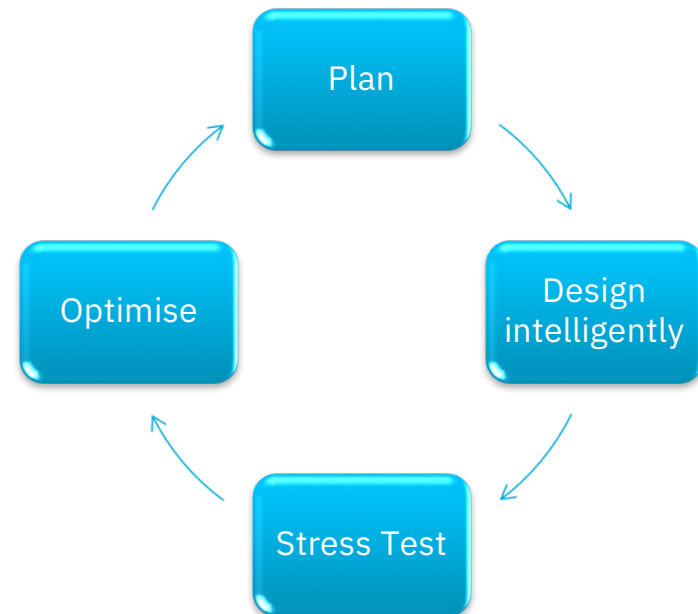 Plan
Design
intelligently
Stress Test
Optimise